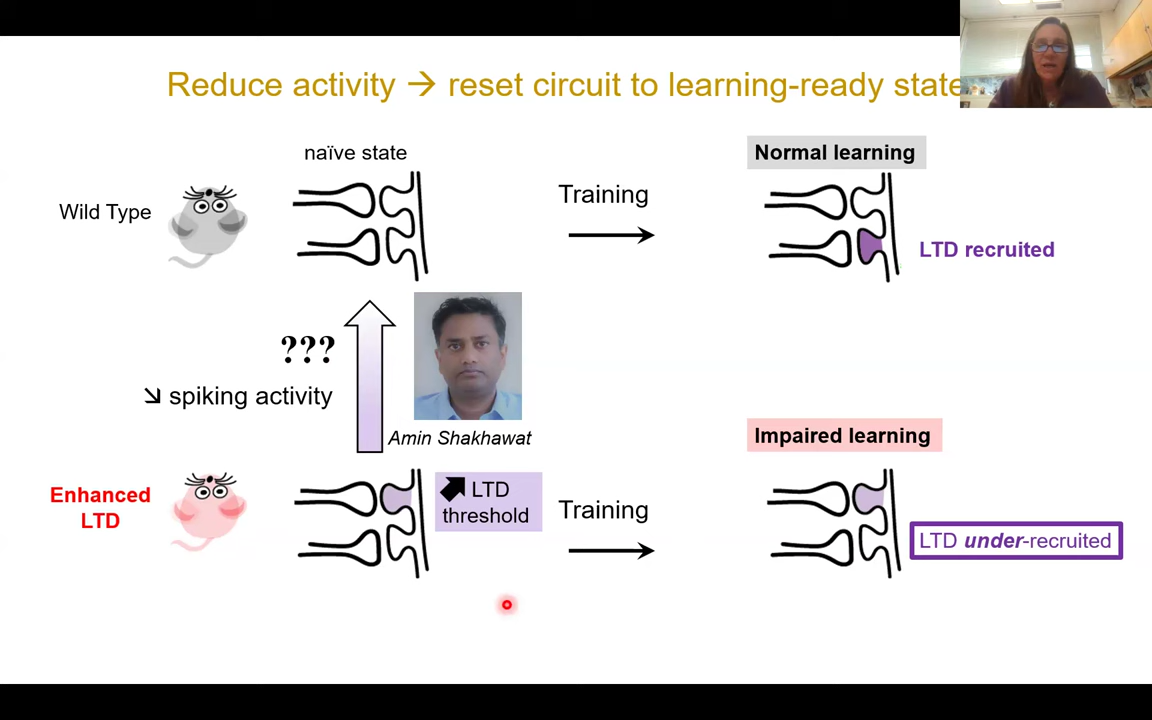 Reduce activity → reset circuit to learning-ready state
naïve state
Normal learning
Wild Type
Training
LTD recruited
???
↘ spiking activity
Amin Shakhawat
Impaired learning
Enhanced
LTD
LTD
threshold
Training
LTD under-recruited